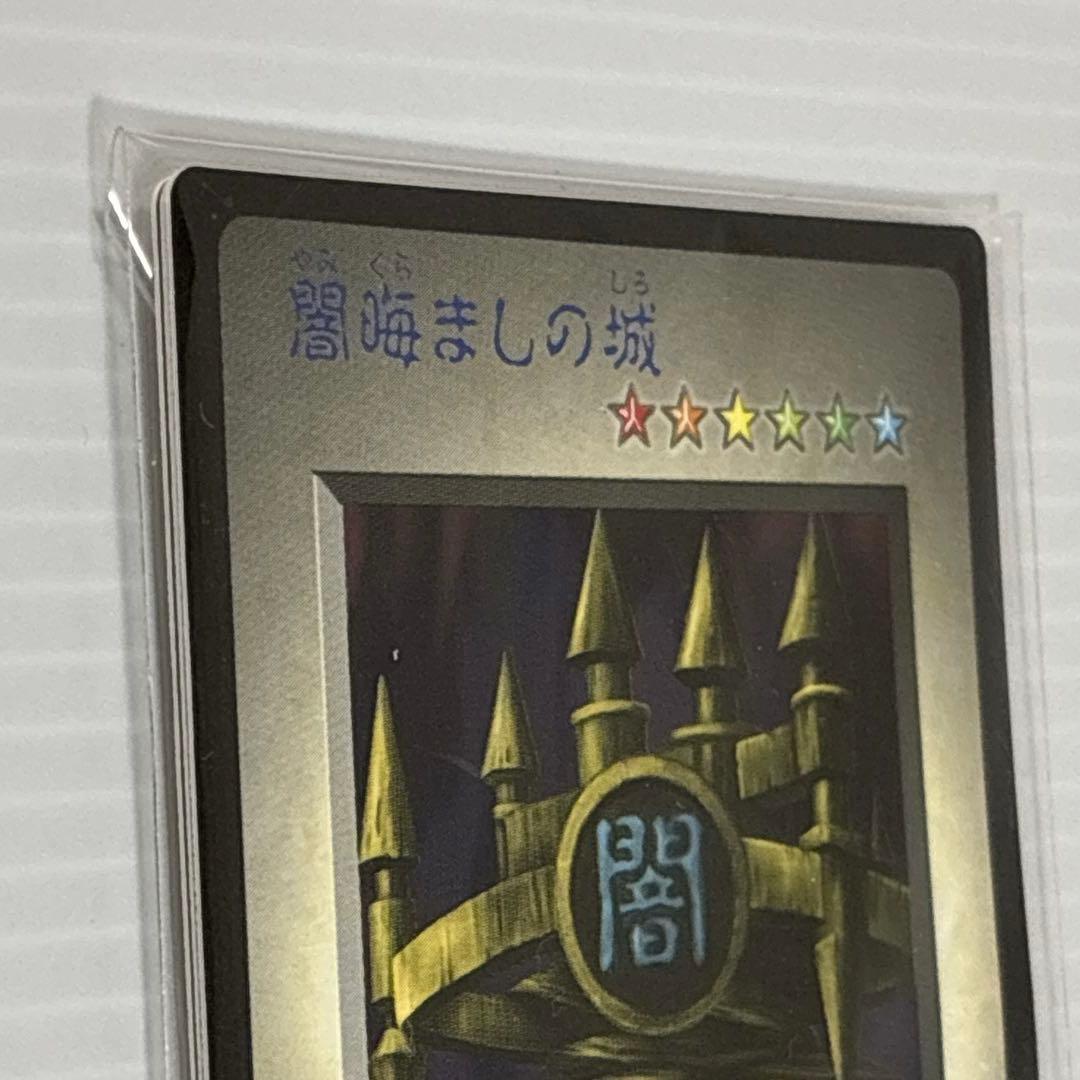 やみ くら しろ
闇晦ましの城
闇